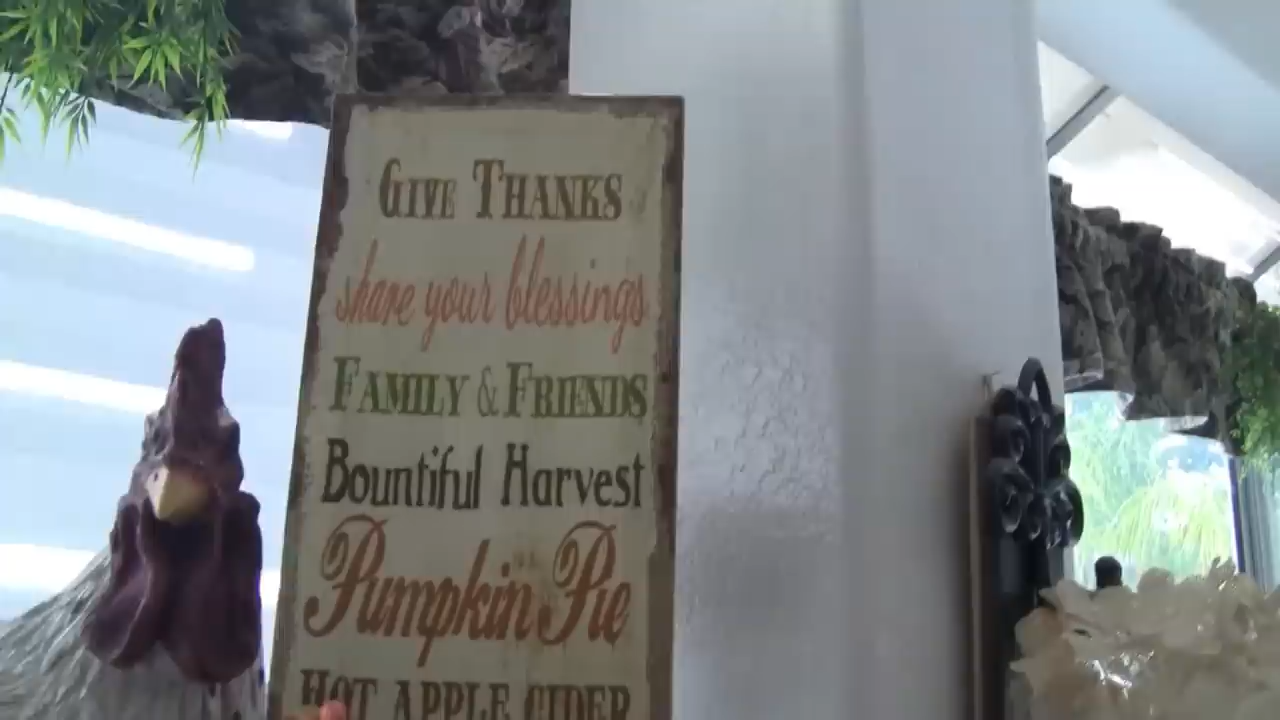 GIVE THANKS
share your blessings
FAMILY & FRIENDS
Bountiful Harvest
Pumpkin Pie
HOT APPLE CIDER